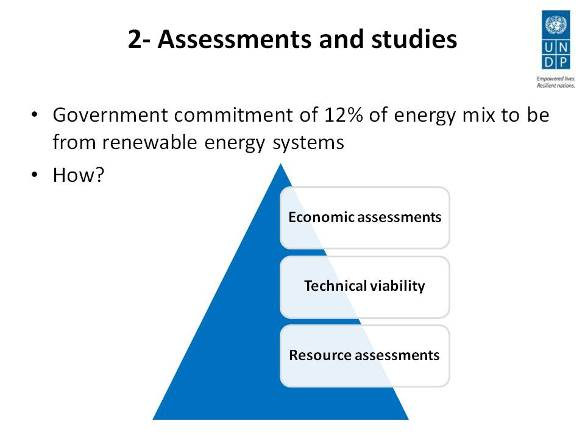 2- Assessments and studies
U N
D P
Empowered lives.
Resilient nations.
• Government commitment of 12% of energy mix to be
from renewable energy systems
• How?
Economic assessments
Technical viability
Resource assessments